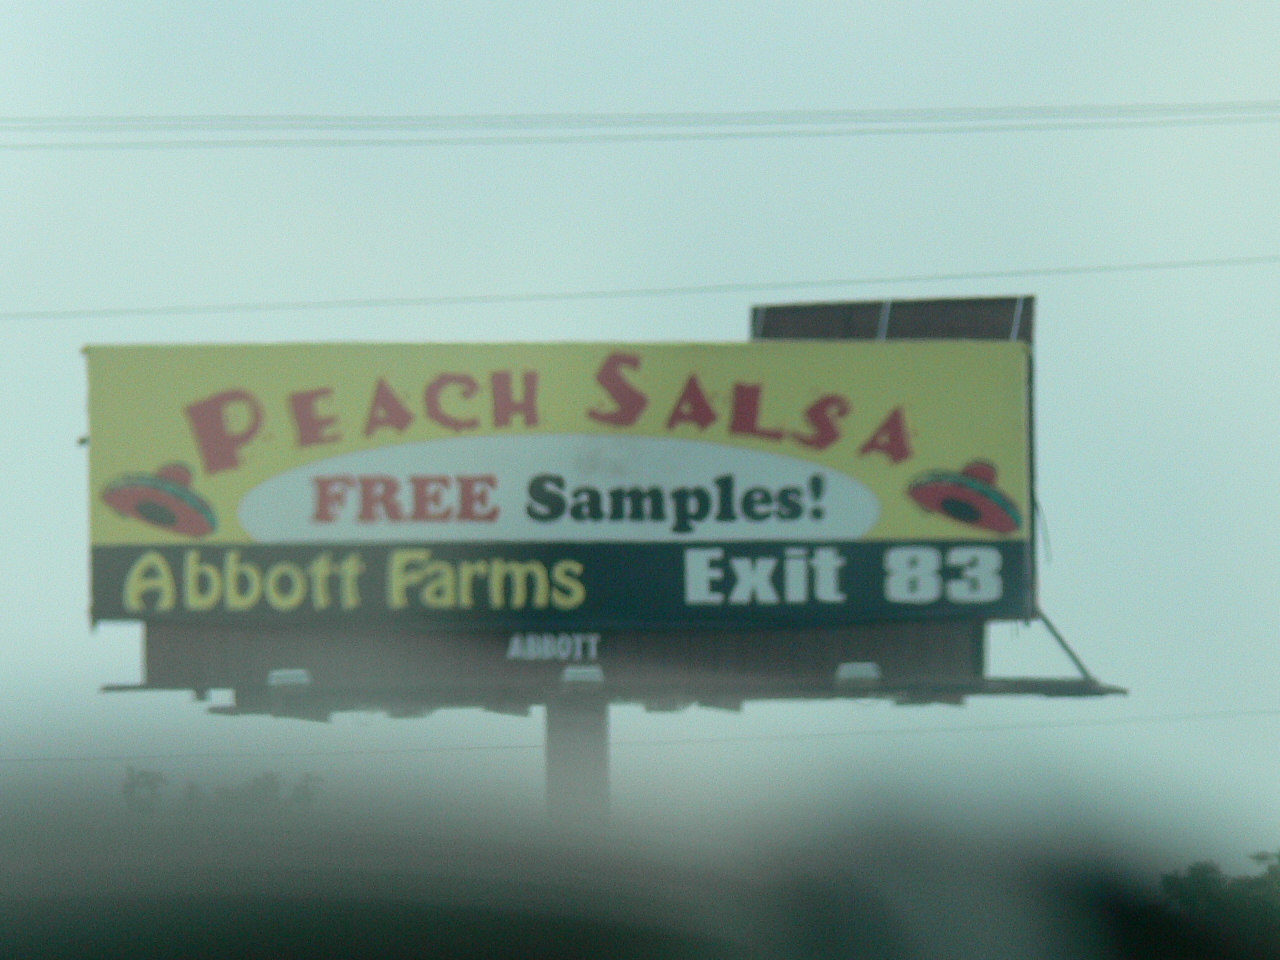 PEACH SALSA
FREE Samples!
Abbott Farms Exit 83
ABBOTT